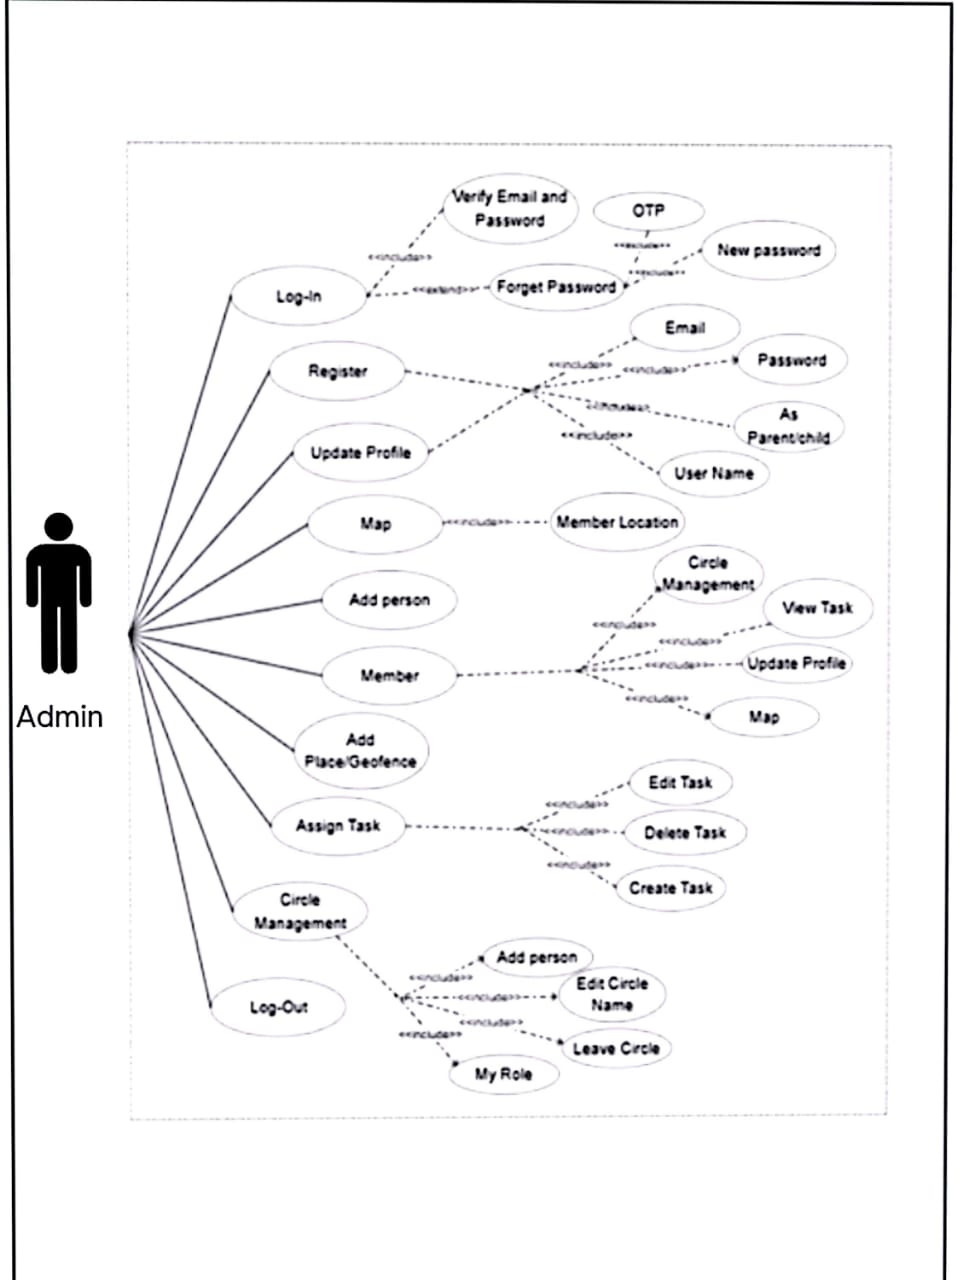 Verify Email and
Password
OTP
<<include>>
<<include>>
New password
<<include>>
Log-In
<<extend>>
Forget Password
Email
Register
<<include>>
<<include>>
Password
<<include>>
As
Parent/child
Update Profile
<<include>>
User Name
Map
<<include>>
Member Location
Circle
Management
Add person
<<include>>
View Task
<<include>>
Member
<<include>>
Update Profile
<<include>>
Map
Admin
Add
Place/Geofence
Edit Task
<<include>>
Assign Task
<<include>>
Delete Task
<<include>>
Create Task
Circle
Management
Add person
<<include>>
Edit Circle
Name
<<include>>
Log-Out
<<include>>
<<include>>
Leave Circle
My Role